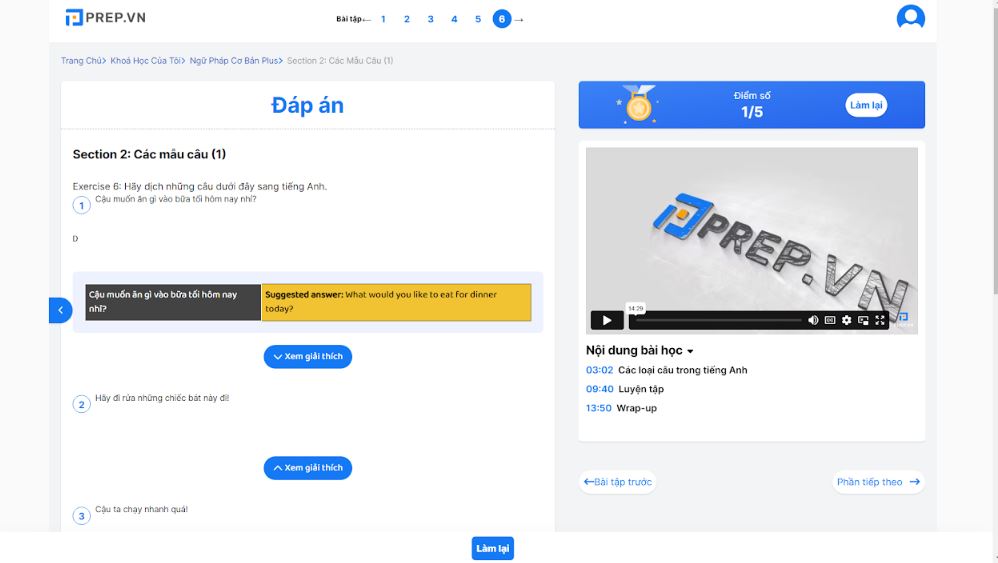 PREP.VN
Bài tập ← 1 2 3 4 5 6 →
Trang Chủ> Khoá Học Của Tôi> Ngữ Pháp Cơ Bản Plus> Section 2: Các Mẫu Câu (1)
Đáp án
Section 2: Các mẫu câu (1)
Exercise 6: Hãy dịch những câu dưới đây sang tiếng Anh.
1 Cậu muốn ăn gì vào bữa tối hôm nay nhỉ?
D
Cậu muốn ăn gì vào bữa tối hôm nay
nhỉ?
Suggested answer: What would you like to eat for dinner
today?
Xem giải thích
2 Hãy đi rửa những chiếc bát này đi!
Xem giải thích
3 Cậu ta chạy nhanh quá!
Điểm số
1/5
Làm lại
PREP.VN
14:29
Nội dung bài học
03:02 Các loại câu trong tiếng Anh
09:40 Luyện tập
13:50 Wrap-up
←Bài tập trước
Phần tiếp theo →
Làm lại